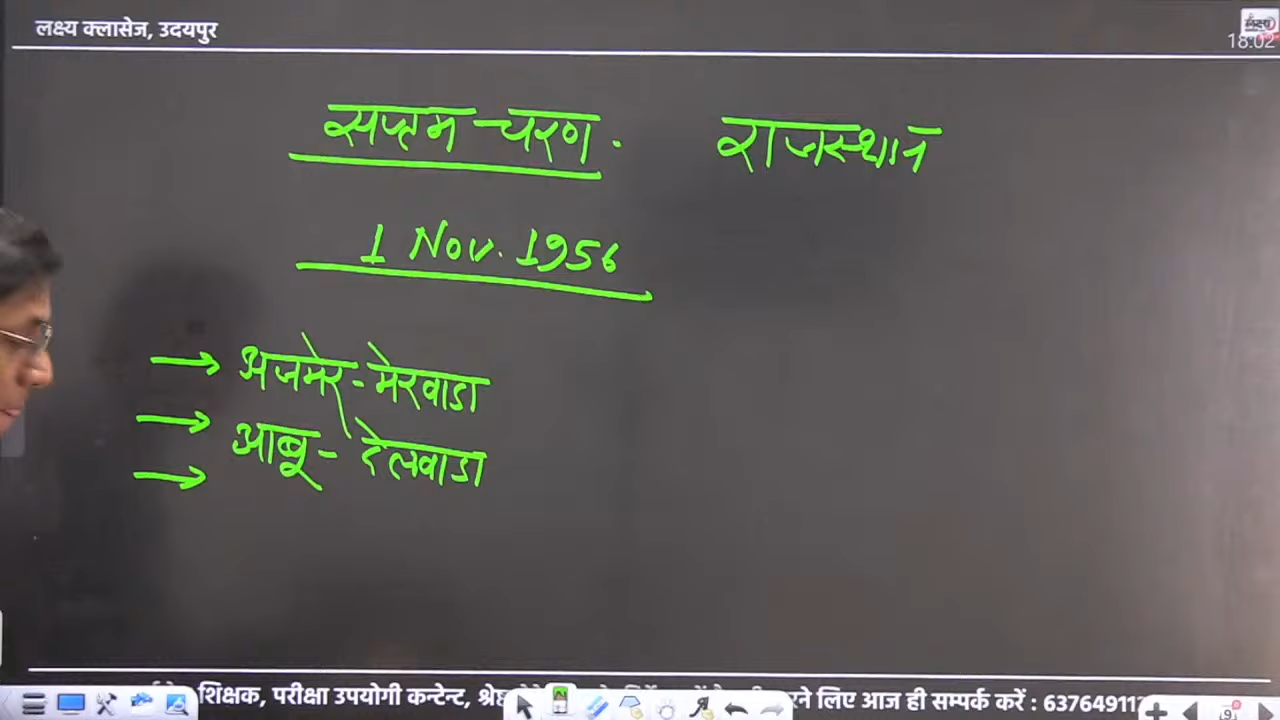 लक्ष्य क्लासेज, उदयपुर
लक्ष्य
18:02
सप्तम चरण. राजस्थान
1 Nov. 1956
→ अजमेर-मेरवाडा
→ आबू - देलवाडा
→
शिक्षक, परीक्षा उपयोगी कन्टेन्ट, लिए आज ही सम्पर्क करें :